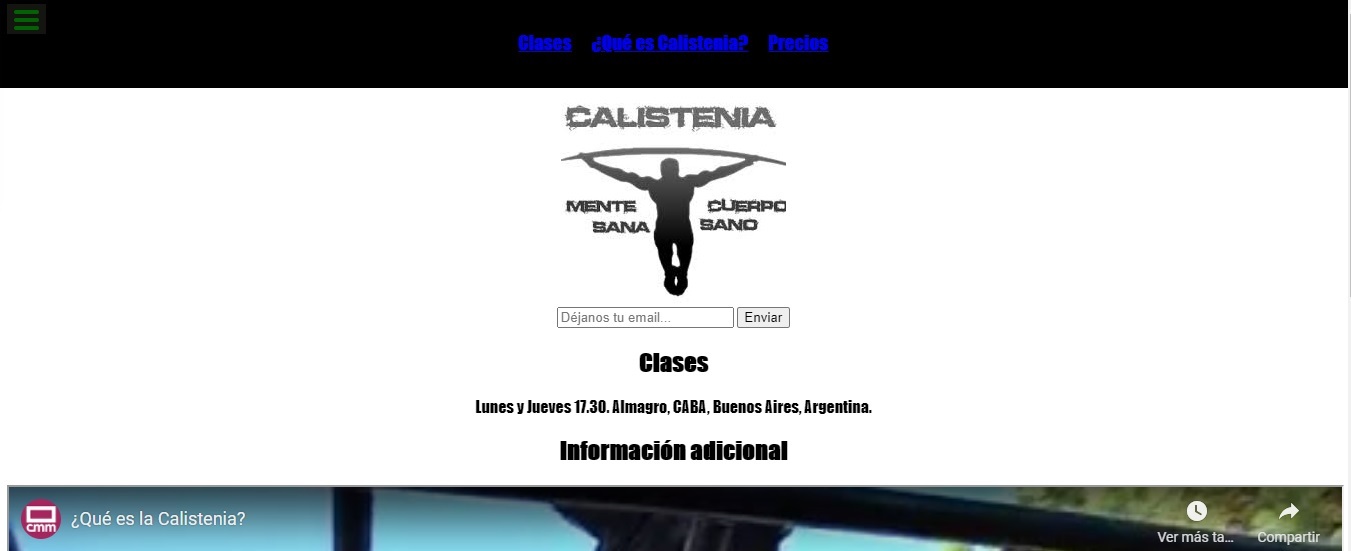 Clases ¿Qué es Calistenia? Precios
CALISTENIA
MENTE CUERPO
SANA SANO
Déjanos tu email... Enviar
Clases
Lunes y Jueves 17.30. Almagro, CABA, Buenos Aires, Argentina.
Información adicional
cmm ¿Qué es la Calistenia?
Ver más ta... Compartir